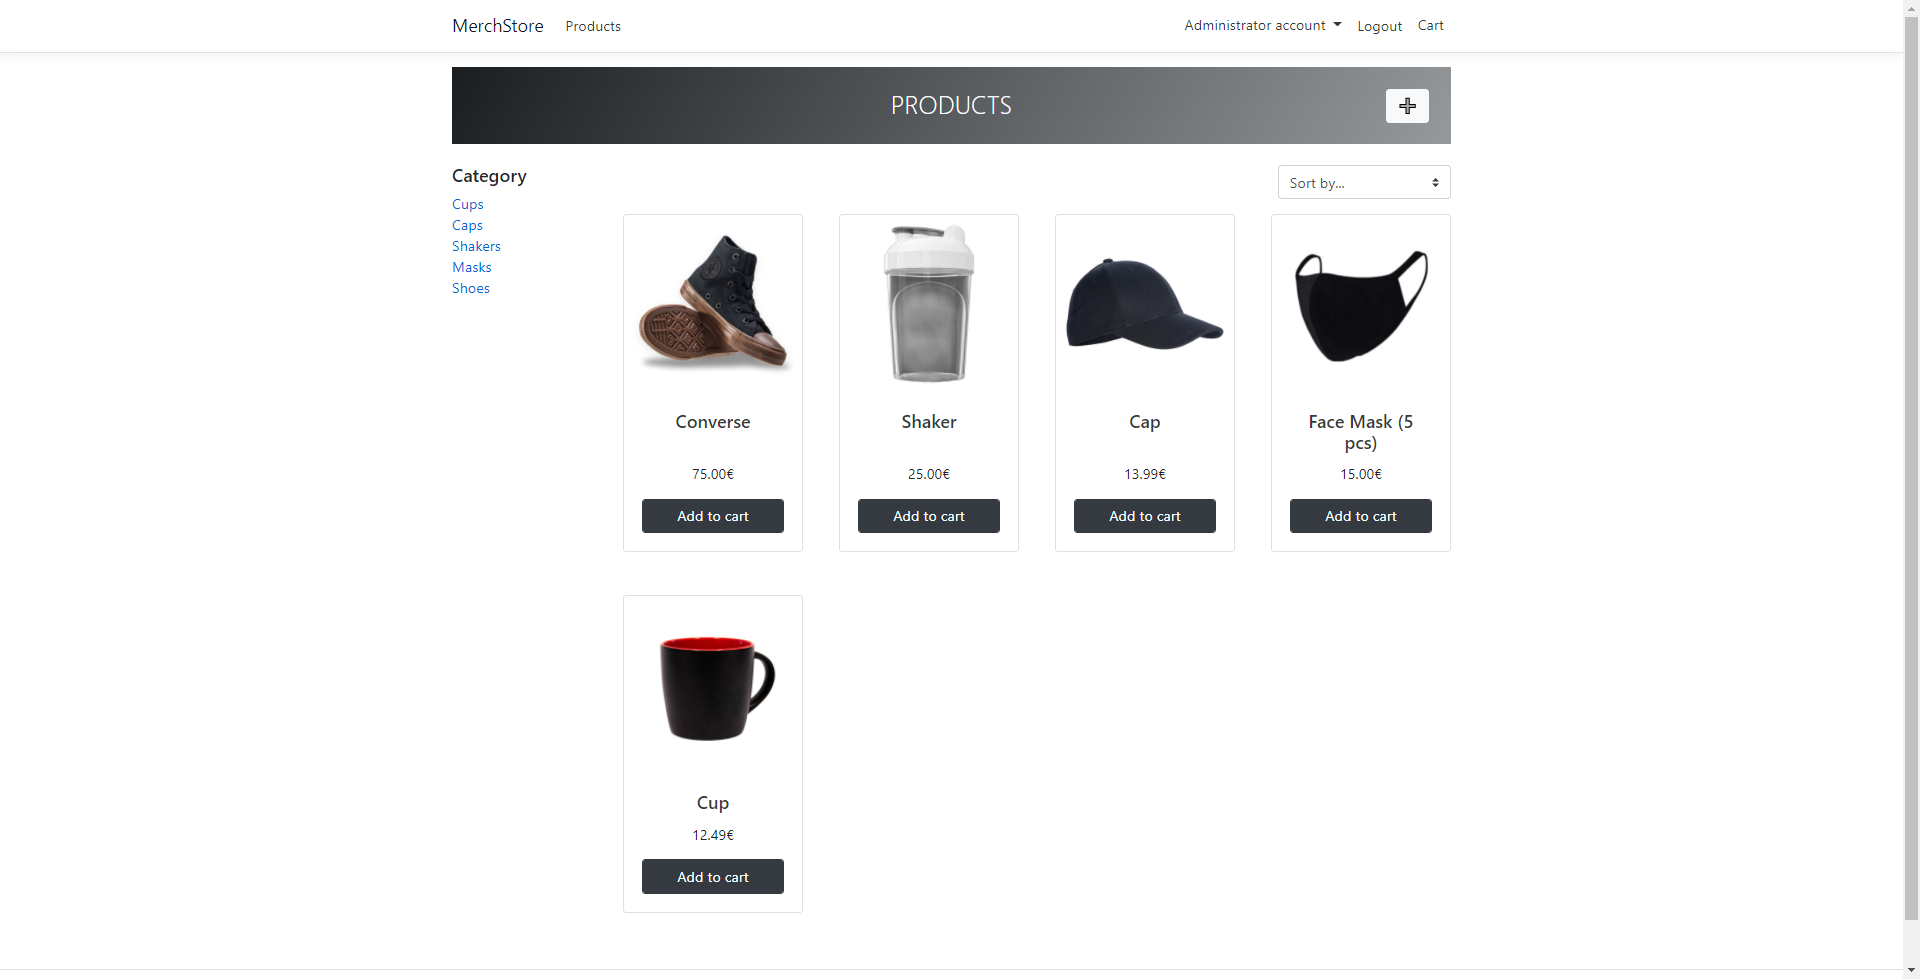 MerchStore Products Administrator account Logout Cart
PRODUCTS
Category
Cups
Caps
Shakers
Masks
Shoes
Sort by...
Converse
75.00€
Add to cart
Shaker
25.00€
Add to cart
Cap
13.99€
Add to cart
Face Mask (5
pcs)
15.00€
Add to cart
Cup
12.49€
Add to cart